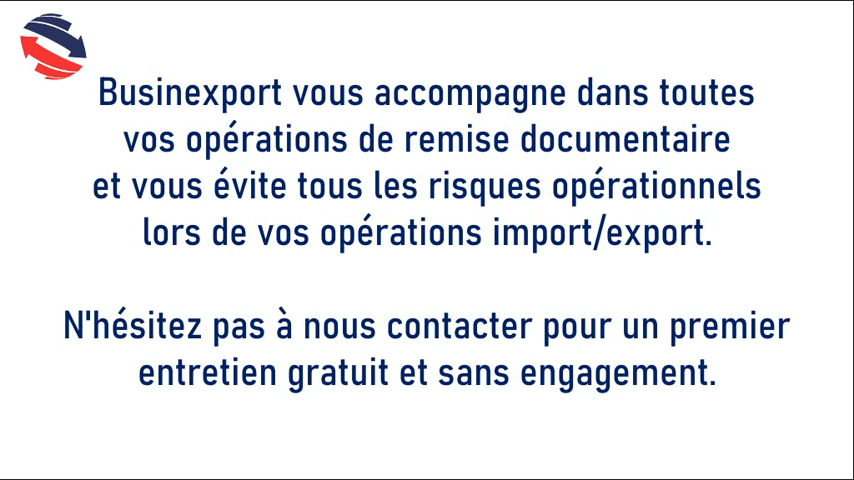 Businexport vous accompagne dans toutes
vos opérations de remise documentaire
et vous évite tous les risques opérationnels
lors de vos opérations import/export.
N'hésitez pas à nous contacter pour un premier
entretien gratuit et sans engagement.